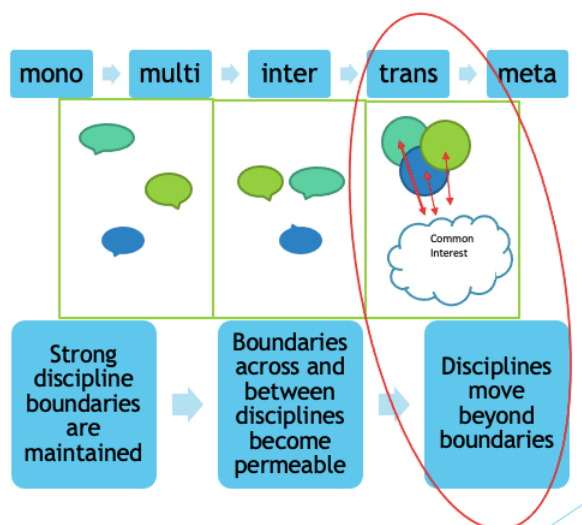 mono
multi
inter
trans
meta
Common
Interest
Strong
discipline
boundaries
are
maintained
Boundaries
across and
between
disciplines
become
permeable
Disciplines
move
beyond
boundaries